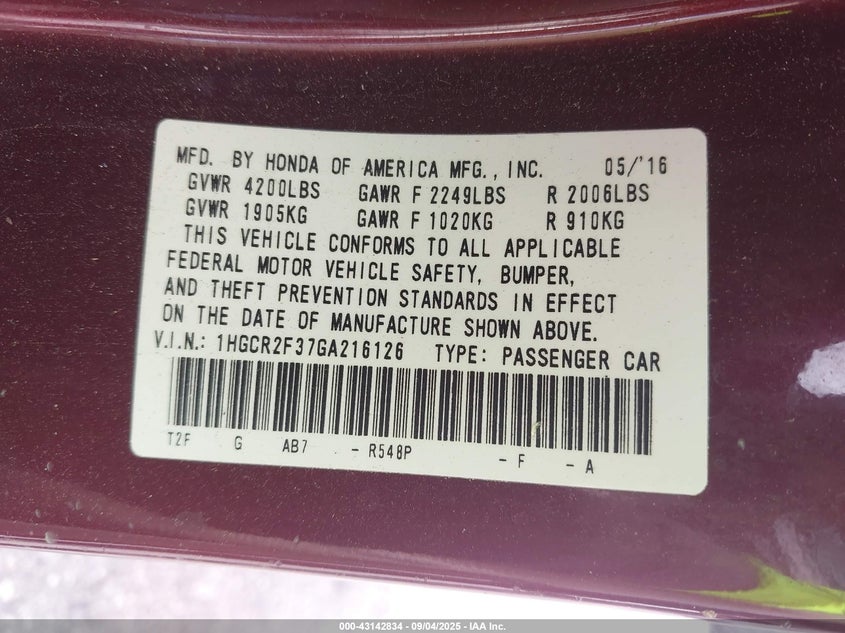 MFD. BY HONDA OF AMERICA MFG., INC. 05/'16
GVWR 4200LBS GAWR F 2249LBS R 2006LBS
GVWR 1905KG GAWR F 1020KG R 910KG
THIS VEHICLE CONFORMS TO ALL APPLICABLE
FEDERAL MOTOR VEHICLE SAFETY, BUMPER,
AND THEFT PREVENTION STANDARDS IN EFFECT
ON THE DATE OF MANUFACTURE SHOWN ABOVE.
V.I.N.: 1HGCR2F37GA216126 TYPE: PASSENGER CAR
T2F G AB7 - R548P - F - A
000-43142834 - 09/04/2025 - IAA Inc.